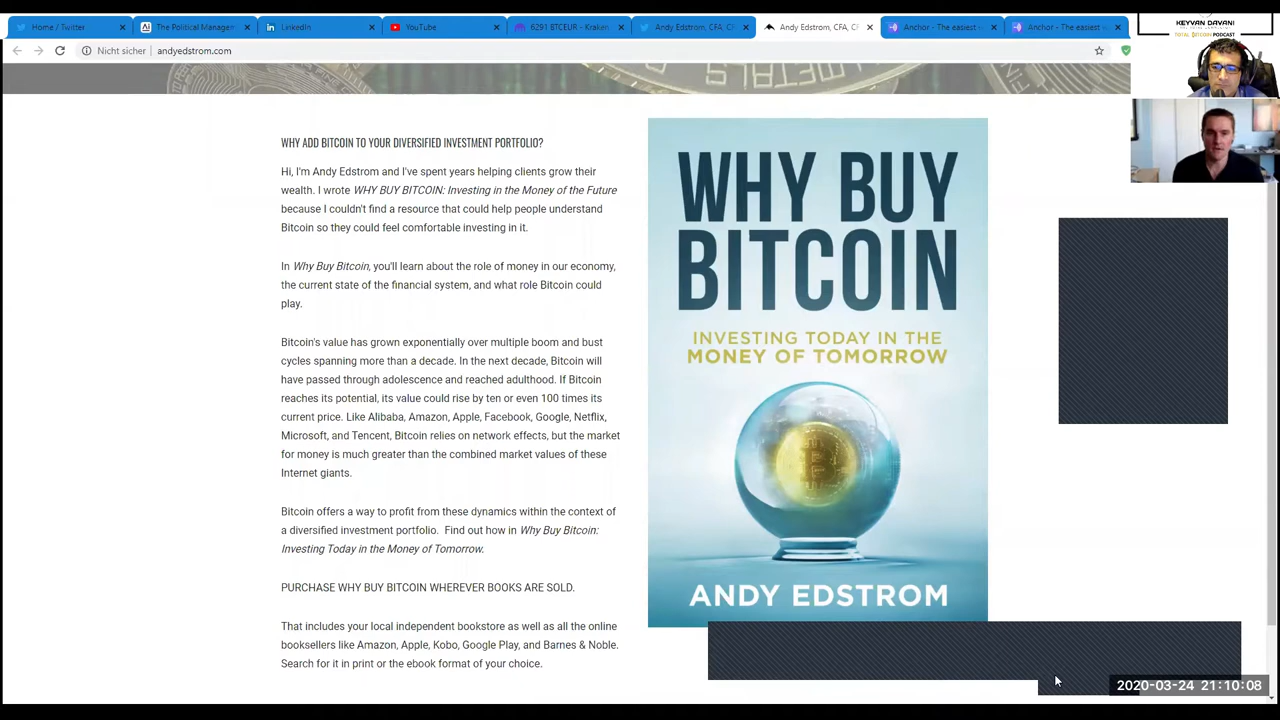 Home / Twitter
The Political Managem
LinkedIn
YouTube
6291 BTCEUR - Kraken
Andy Edstrom, CFA, CFP
Andy Edstrom, CFA, CF
Anchor - The easiest
Anchor - The easiest
KEYVAN DAVANI
TOTAL BITCOIN PODCAST
Nicht sicher | andyedstrom.com
METALS
WHY ADD BITCOIN TO YOUR DIVERSIFIED INVESTMENT PORTFOLIO?
Hi, I'm Andy Edstrom and I've spent years helping clients grow their
wealth. I wrote WHY BUY BITCOIN: Investing in the Money of the Future
because I couldn't find a resource that could help people understand
Bitcoin so they could feel comfortable investing in it.
In Why Buy Bitcoin, you'll learn about the role of money in our economy,
the current state of the financial system, and what role Bitcoin could
play.
Bitcoin's value has grown exponentially over multiple boom and bust
cycles spanning more than a decade. In the next decade, Bitcoin will
have passed through adolescence and reached adulthood. If Bitcoin
reaches its potential, its value could rise by ten or even 100 times its
current price. Like Alibaba, Amazon, Apple, Facebook, Google, Netflix,
Microsoft, and Tencent, Bitcoin relies on network effects, but the market
for money is much greater than the combined market values of these
Internet giants.
Bitcoin offers a way to profit from these dynamics within the context of
a diversified investment portfolio. Find out how in Why Buy Bitcoin:
Investing Today in the Money of Tomorrow.
PURCHASE WHY BUY BITCOIN WHEREVER BOOKS ARE SOLD.
That includes your local independent bookstore as well as all the online
booksellers like Amazon, Apple, Kobo, Google Play, and Barnes & Noble.
Search for it in print or the ebook format of your choice.
WHY BUY
BITCOIN
INVESTING TODAY IN THE
MONEY OF TOMORROW
ANDY EDSTROM
2020-03-24 21:10:08